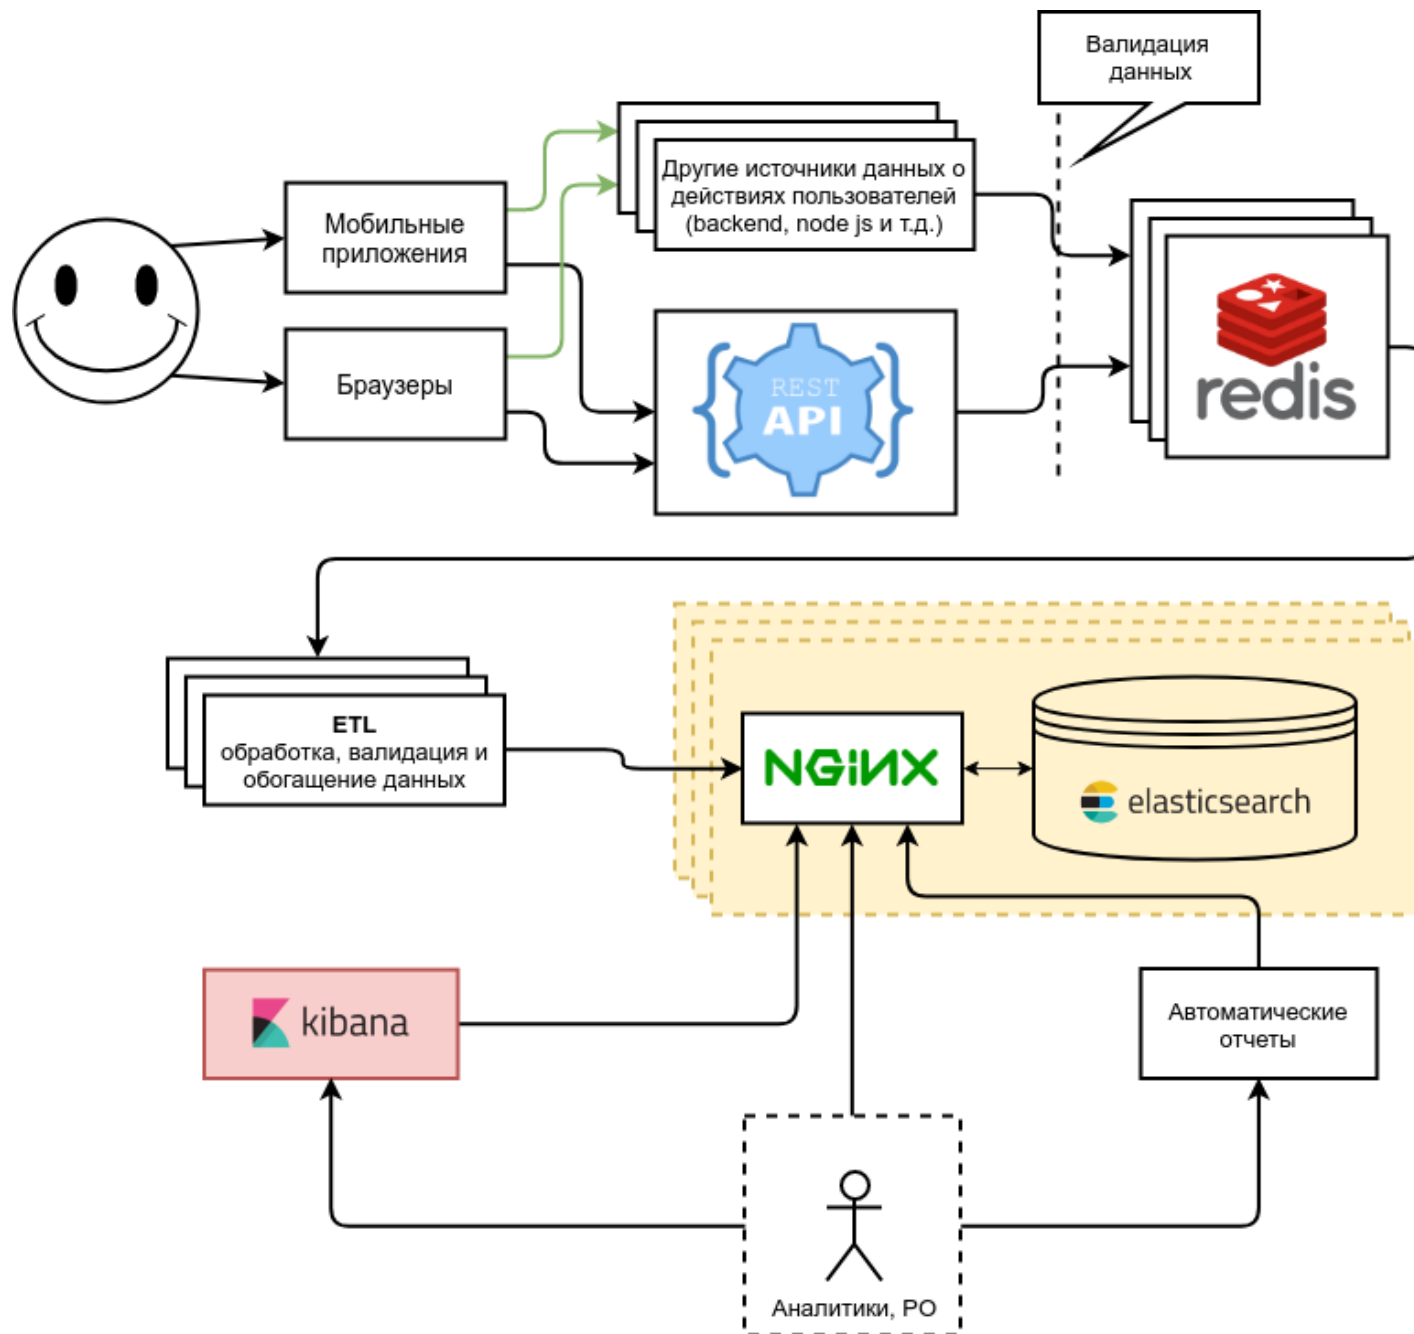 Валидация
данных
Другие источники данных о
действиях пользователей
(backend, node js и т.д.)
Мобильные
приложения
Браузеры
REST
API
redis
ETL
обработка, валидация и
обогащение данных
NGiNX
elasticsearch
kibana
Автоматические
отчеты
Аналитики, PO